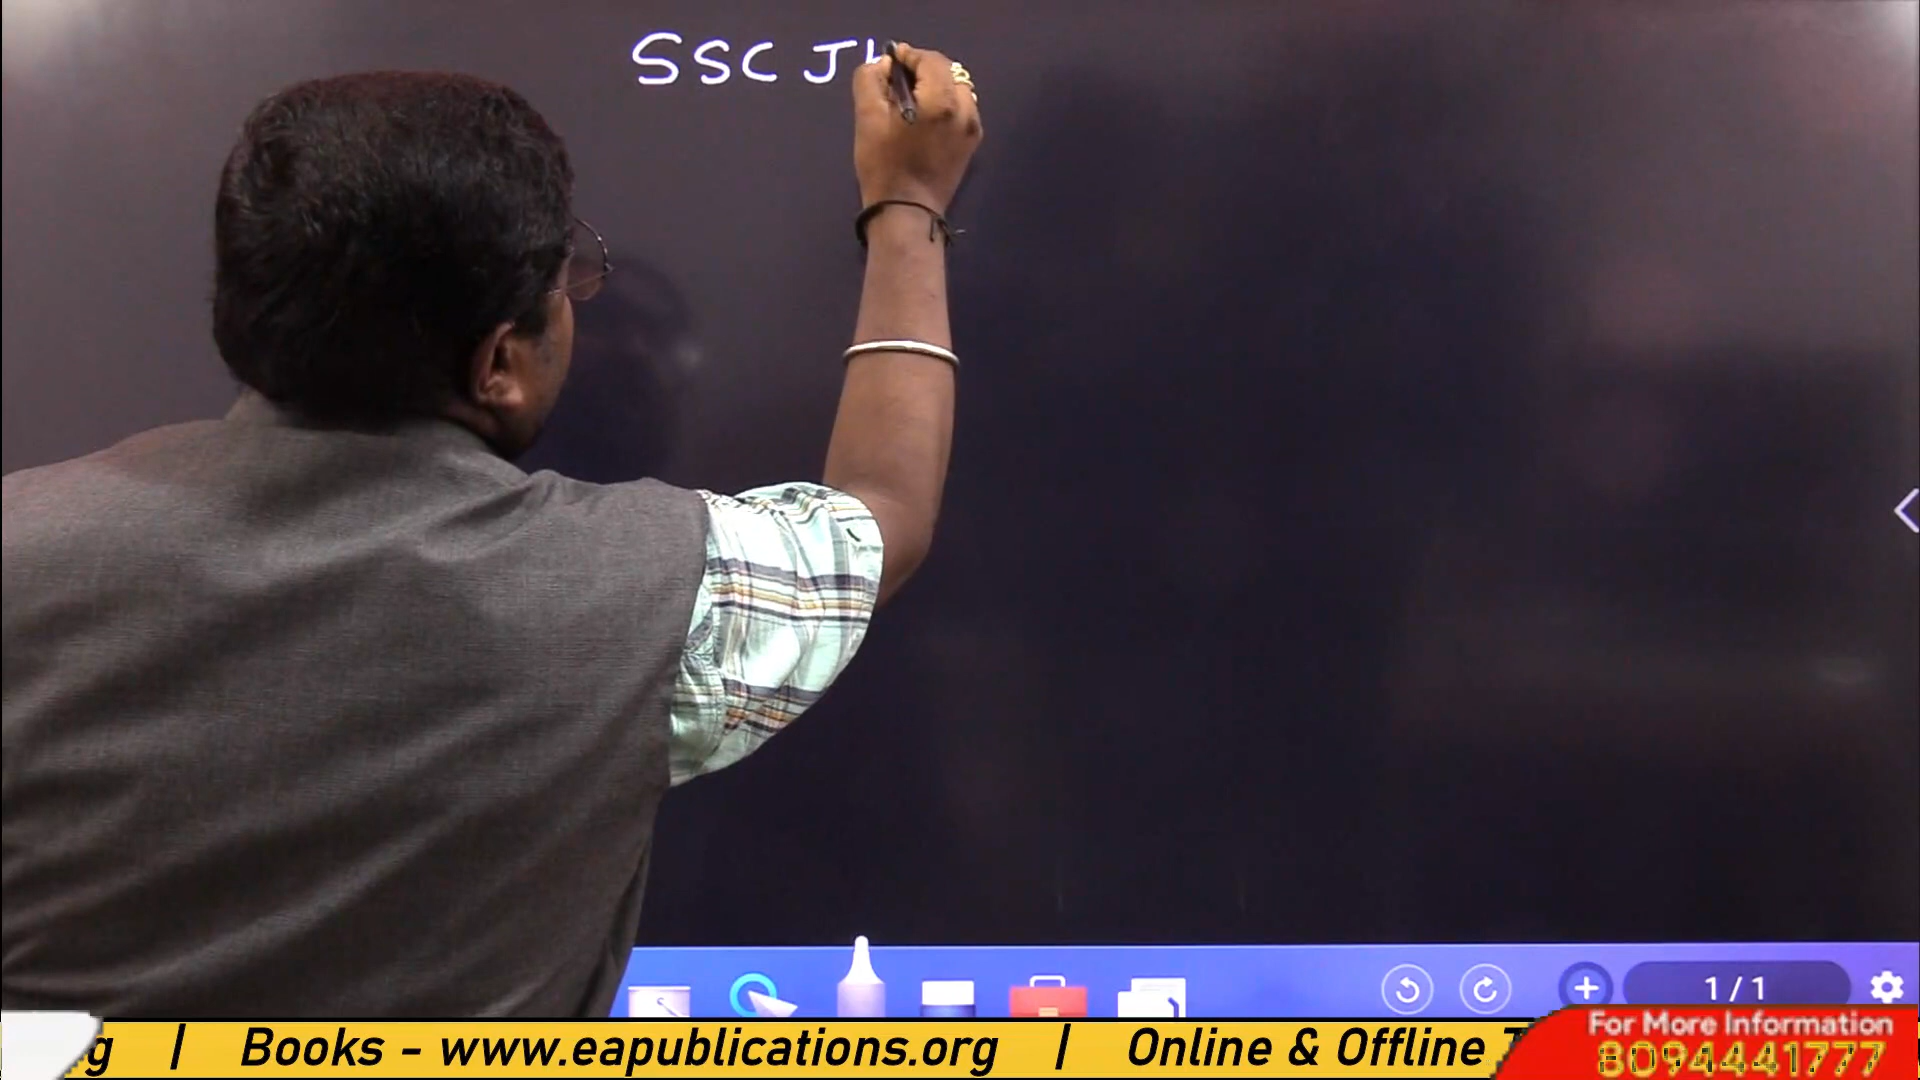 SSC J
1/1
g | Books - www.eapublications.org | Online & Offline
For More Information
8094441777